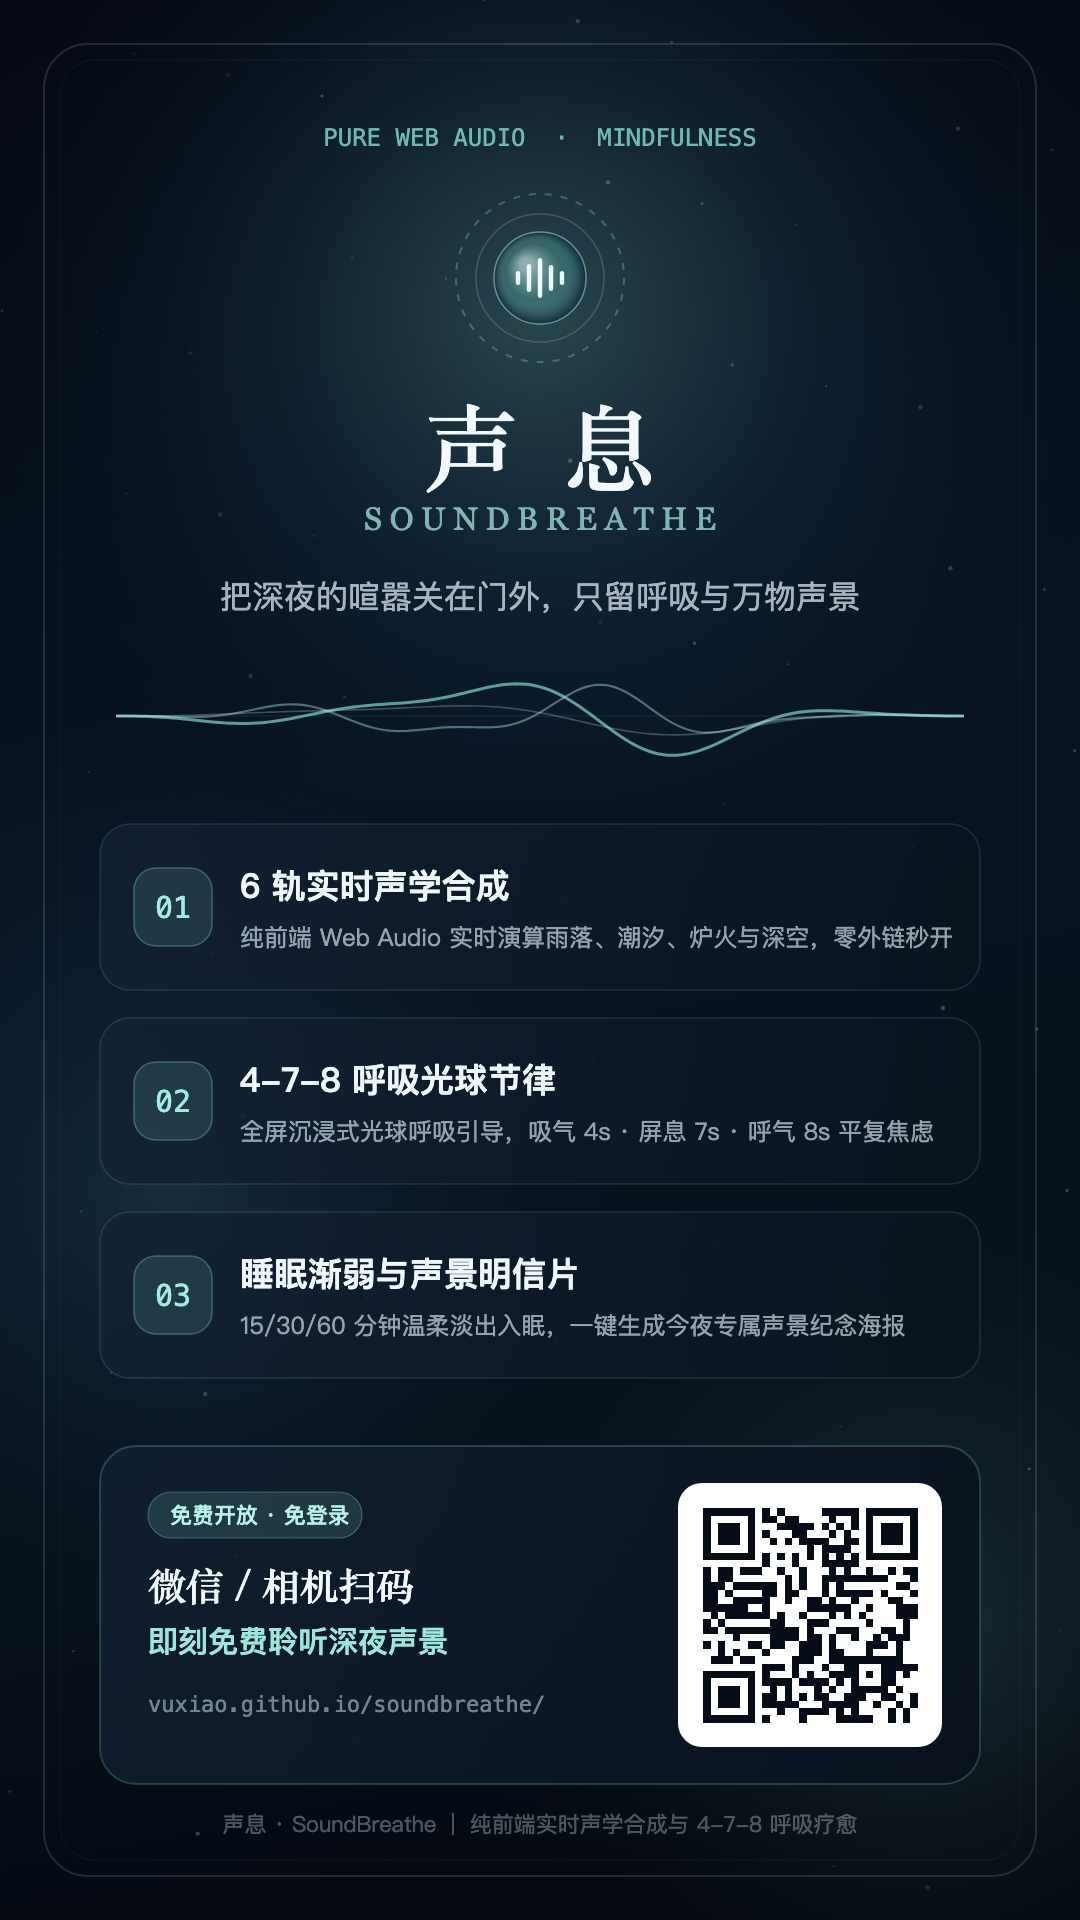 PURE WEB AUDIO · MINDFULNESS
声息
SOUNDBREATHE
把深夜的喧嚣关在门外，只留呼吸与万物声景
01
6 轨实时声学合成
纯前端 Web Audio 实时演算雨落、潮汐、炉火与深空，零外链秒开
02
4–7–8 呼吸光球节律
全屏沉浸式光球呼吸引导，吸气 4s · 屏息 7s · 呼气 8s 平复焦虑
03
睡眠渐弱与声景明信片
15/30/60 分钟温柔淡出入眠，一键生成今夜专属声景纪念海报
免费开放 · 免登录
微信 / 相机扫码
即刻免费聆听深夜声景
vuxiao.github.io/soundbreathe/
声息 · SoundBreathe | 纯前端实时声学合成与 4–7–8 呼吸疗愈